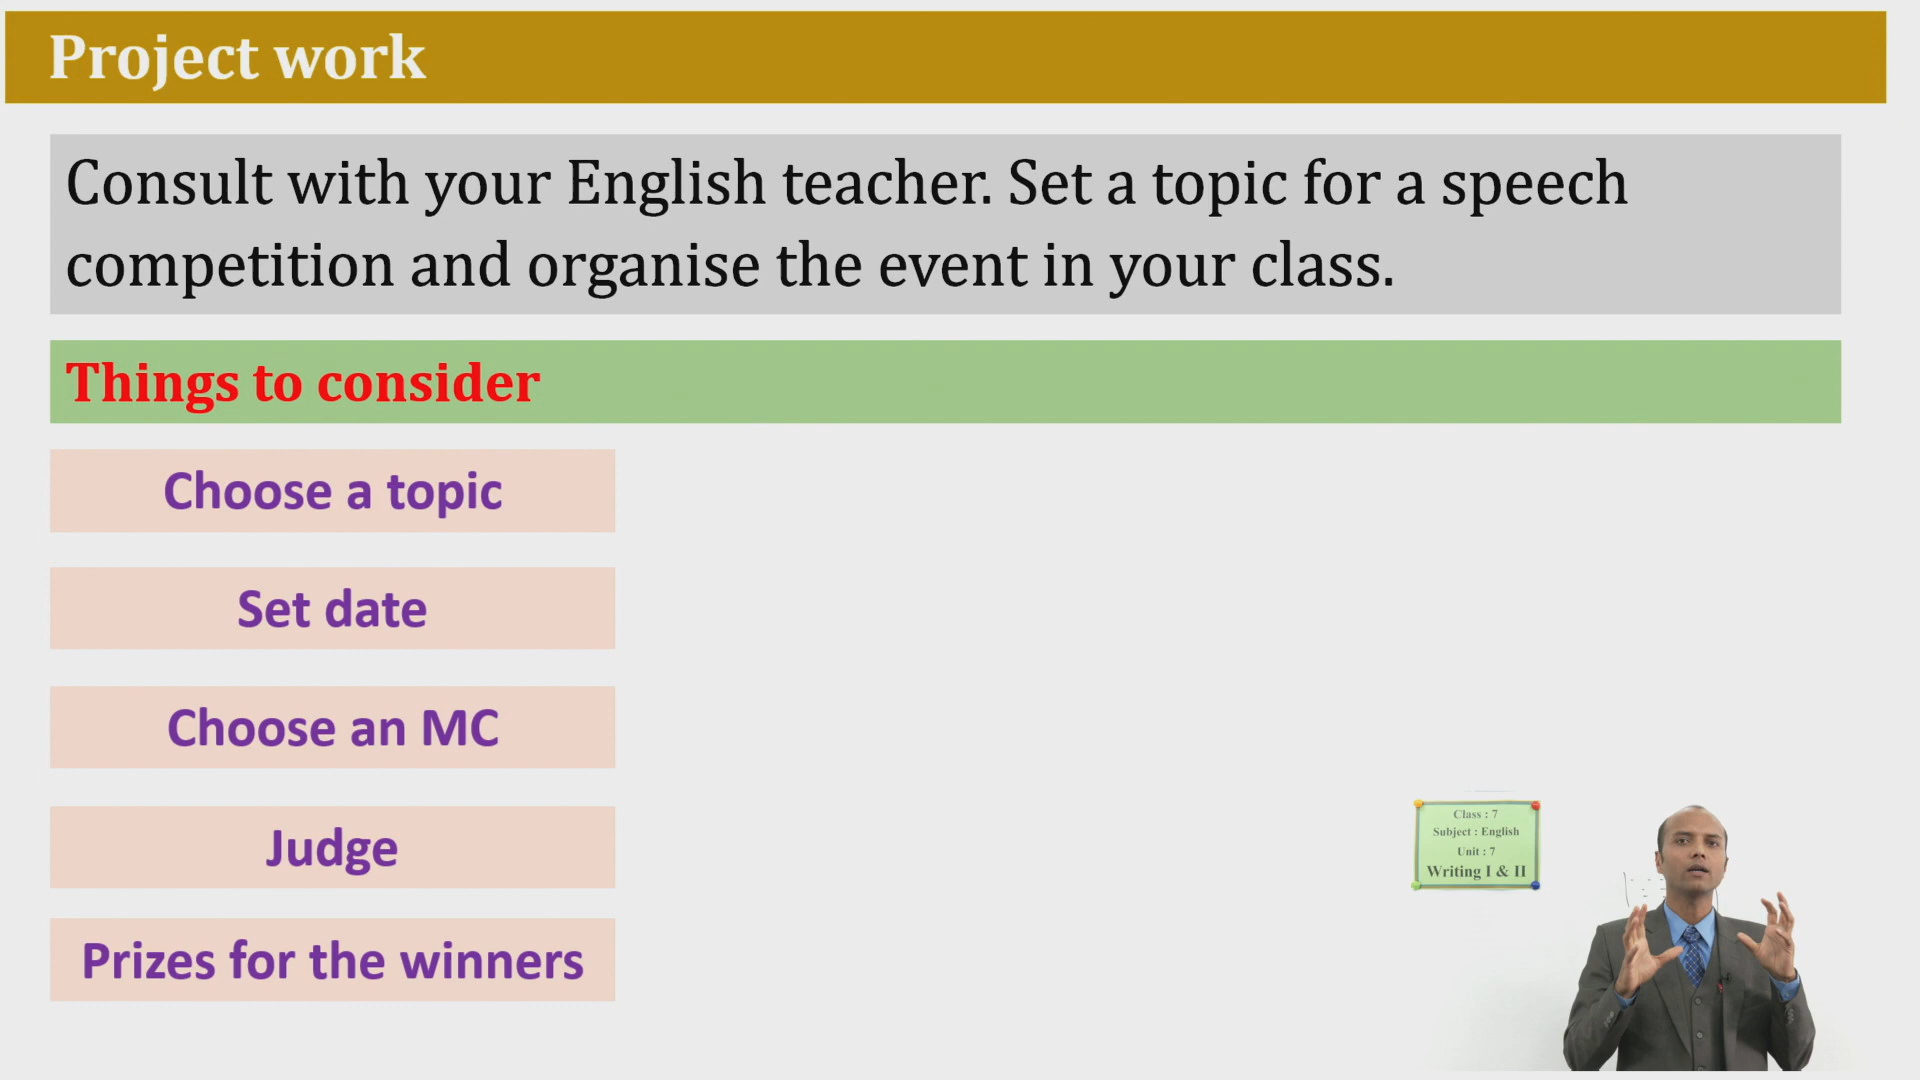 Project work
Consult with your English teacher. Set a topic for a speech
competition and organise the event in your class.
Things to consider
Choose a topic
Set date
Choose an MC
Judge
Prizes for the winners
Class : 7
Subject : English
Unit : 7
Writing I & II